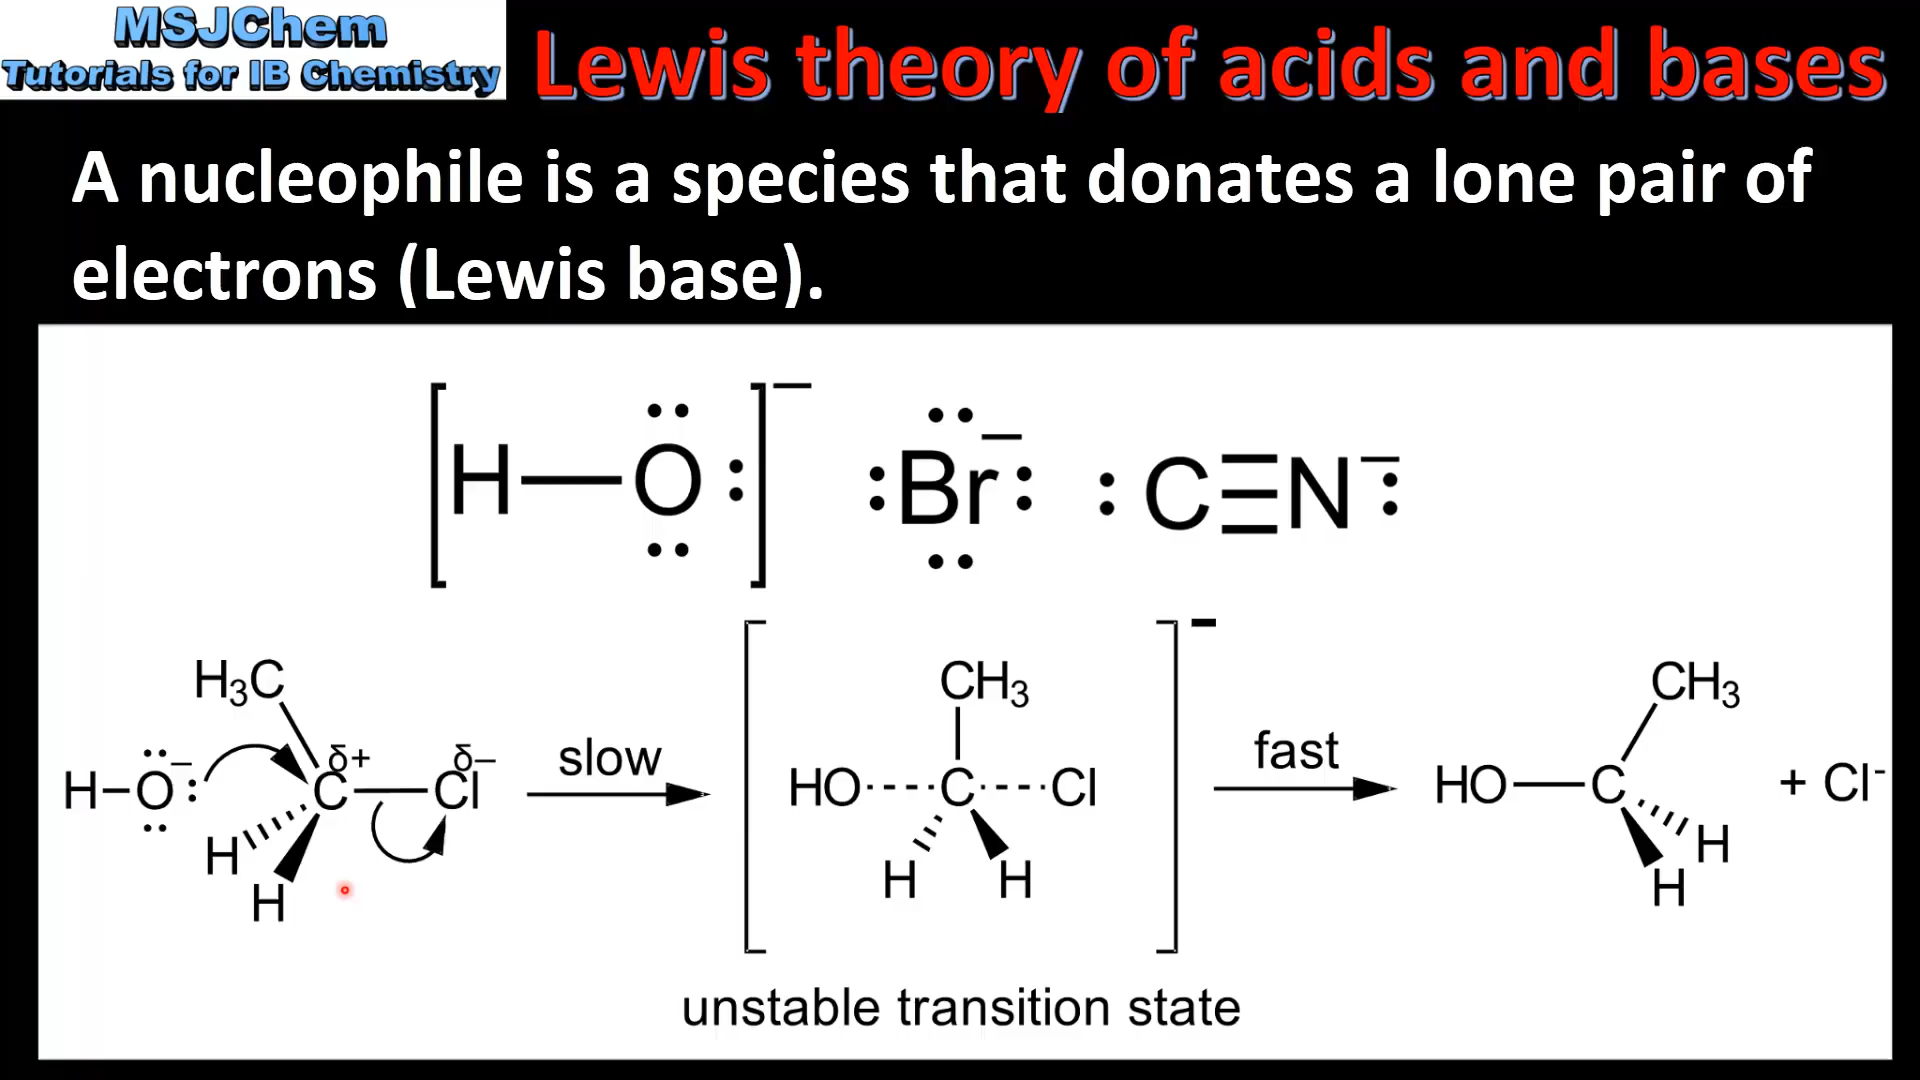 MSJChem
Tutorials for IB Chemistry
Lewis theory of acids and bases
A nucleophile is a species that donates a lone pair of
electrons (Lewis base).
[H—O:]⁻ :Br:⁻ :C≡N:⁻
H₃C
H–O:⁻ C δ+ Cl δ–
H
H
slow
CH₃
HO----C----Cl
H H
–
fast
CH₃
HO—C + Cl⁻
H
H
unstable transition state